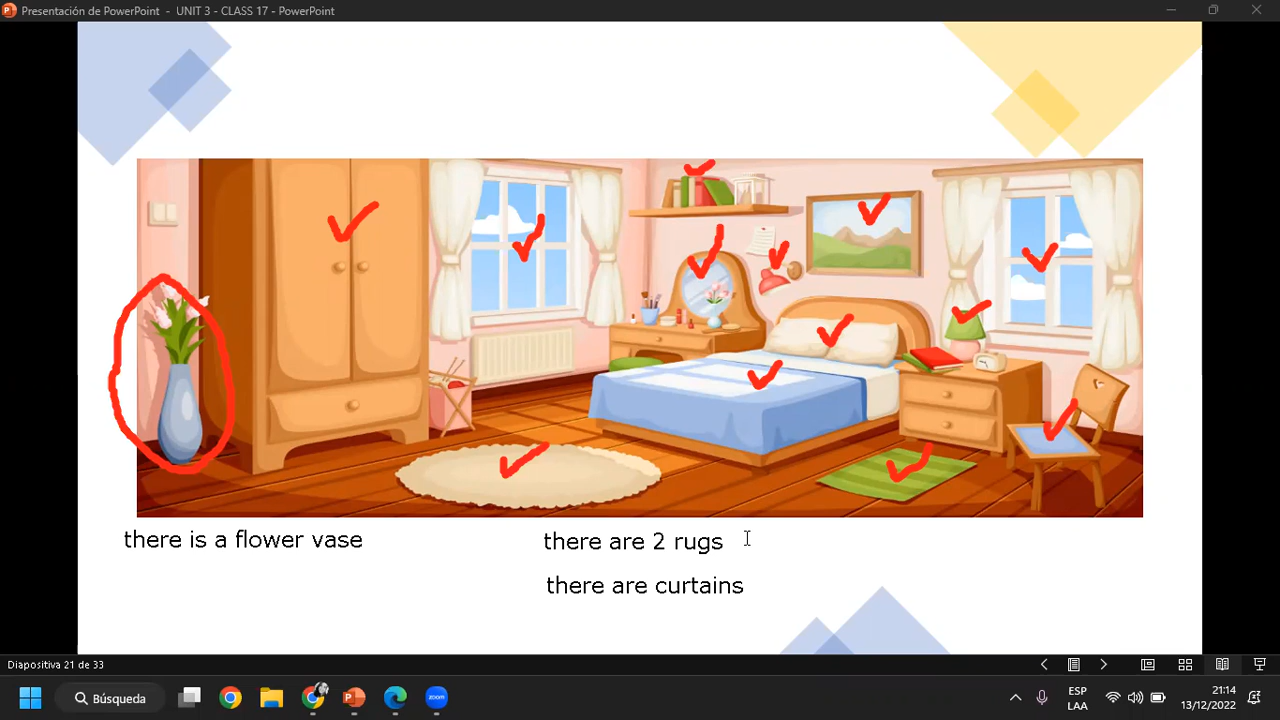 Presentación de PowerPoint - UNIT 3 - CLASS 17 - PowerPoint
there is a flower vase
there are 2 rugs
there are curtains
Diapositiva 21 de 33
Búsqueda
zoom
ESP
LAA
21:14
13/12/2022